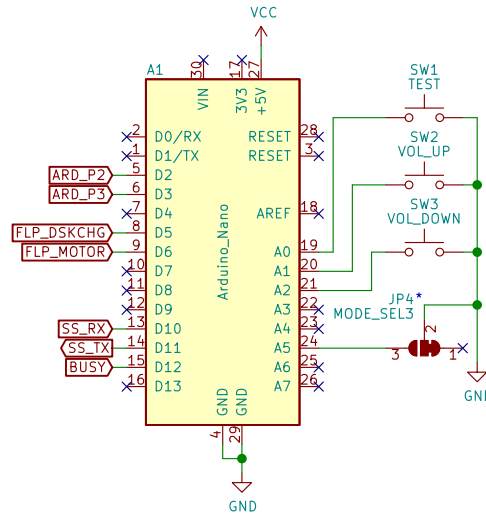 VCC
A1
30
17
27
VIN
3V3
+5V
SW1
TEST
2 D0/RX RESET 28
1 D1/TX RESET 3
SW2
VOL_UP
ARD_P2 5 D2
ARD_P3 6 D3
SW3
VOL_DOWN
7 D4 AREF 18
FLP_DSKCHG 8 D5
FLP_MOTOR 9 D6 A0 19
10 D7 A1 20
11 D8 A2 21
Arduino_Nano
JP4*
MODE_SEL3
12 D9 A3 22
SS_RX 13 D10 A4 23
2
SS_TX 14 D11 A5 24
3 1
BUSY 15 D12 A6 25
16 D13 A7 26
GND
GND
GND
4
29
GND